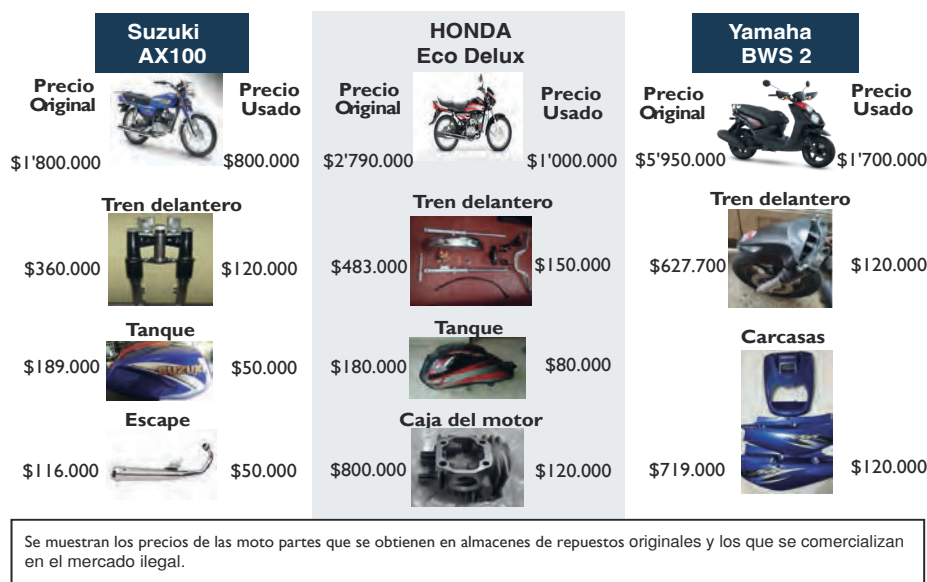 Suzuki
AX100
Precio
Original
Precio
Usado
$1'800.000
$800.000
Tren delantero
$360.000
$120.000
Tanque
SUZUKI
$189.000
$50.000
Escape
$116.000
$50.000
HONDA
Eco Delux
Precio
Original
Precio
Usado
$2'790.000
$1'000.000
Tren delantero
$483.000
$150.000
Tanque
$180.000
$80.000
Caja del motor
$800.000
$120.000
Yamaha
BWS 2
Precio
Original
Precio
Usado
$5'950.000
$1'700.000
Tren delantero
$627.700
$120.000
Carcasas
$719.000
$120.000
Se muestran los precios de las moto partes que se obtienen en almacenes de repuestos originales y los que se comercializan
en el mercado ilegal.